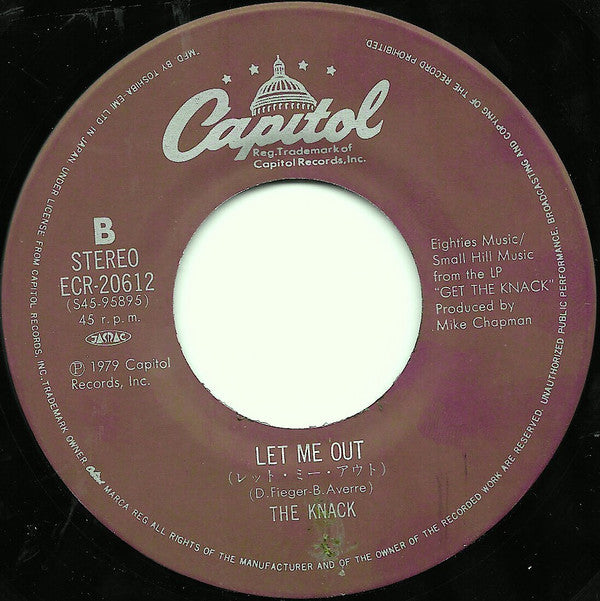 Capitol
Reg.Trademark of
Capitol Records,Inc.
B
STEREO
ECR-20612
(S45-95895)
45 r.p.m.
JASRAC
Ⓟ 1979 Capitol
Records, Inc.
Eighties Music/
Small Hill Music
from the LP
"GET THE KNACK"
Produced by
Mike Chapman
LET ME OUT
(レット・ミー・アウト)
(D.Fieger-B.Averre)
THE KNACK
"MFD BY TOSHIBA-EMI LTD IN JAPAN UNDER LICENSE FROM CAPITOL RECORDS, INC.,TRADEMARK OWNER. Capitol MARCA REG ALL RIGHTS OF THE MANUFACTURER AND OF THE OWNER OF THE RECORDED WORK RESERVED. UNAUTHORIZED PUBLIC PERFORMANCE, BROADCASTING AND COPYING OF THE RECORD PROHIBITED."